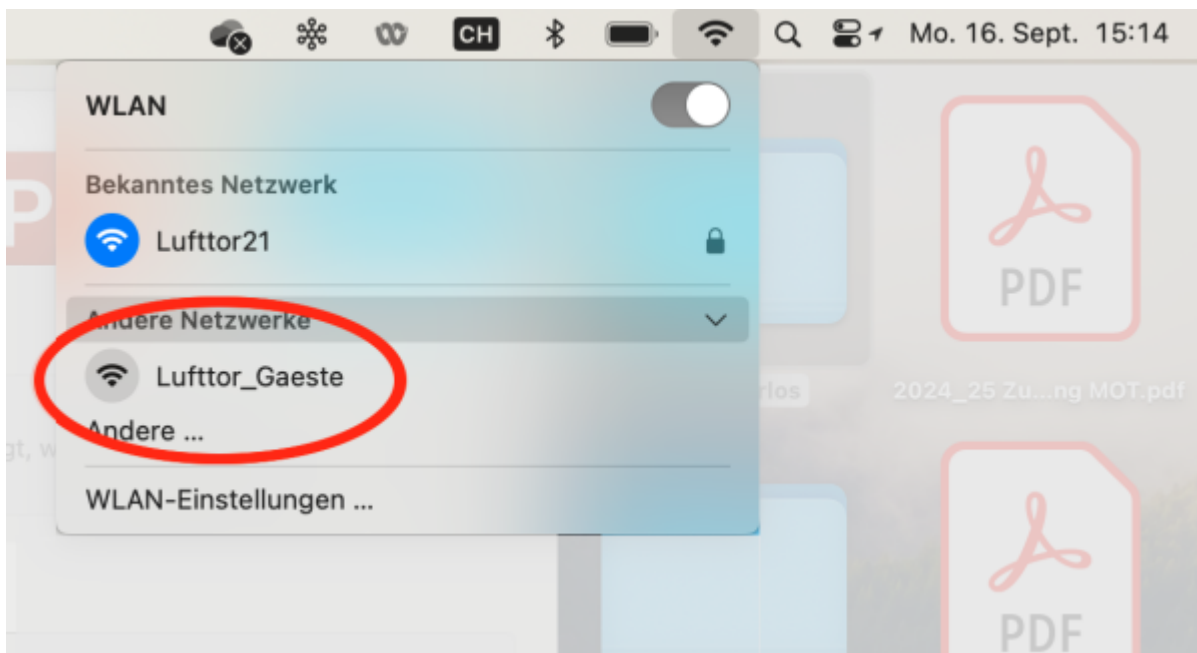 CH Mo. 16. Sept. 15:14
WLAN
Bekanntes Netzwerk
P
Lufttor21
PDF
Andere Netzwerke
Lufttor_Gaeste
rlos 2024_25 Zu...ng MOT.pdf
Andere ...
gt, w
WLAN-Einstellungen ...
PDF